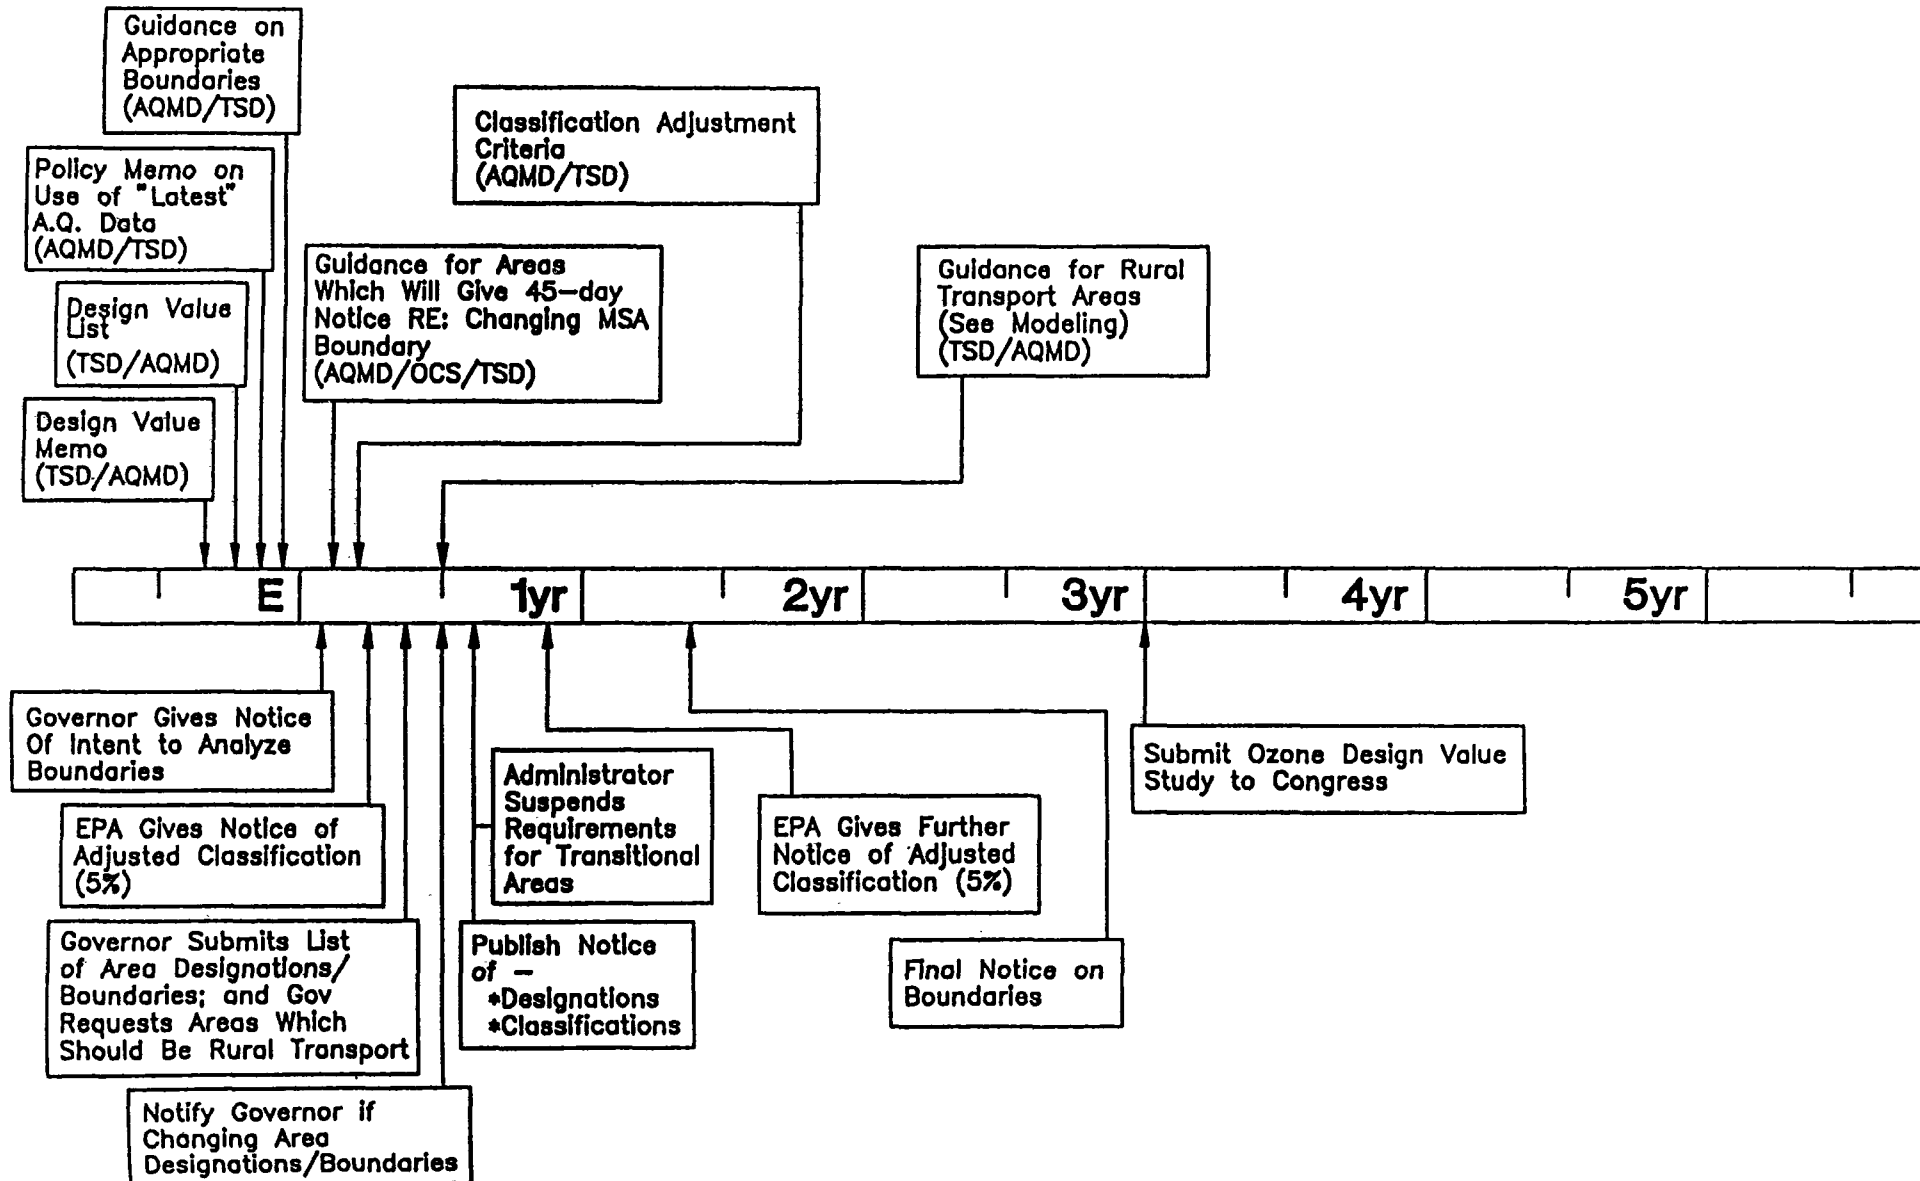 Guidance on
Appropriate
Boundaries
(AQMD/TSD)
Policy Memo on
Use of "Latest"
A.Q. Data
(AQMD/TSD)
Design Value
List
(TSD/AQMD)
Design Value
Memo
(TSD/AQMD)
Guidance for Areas
Which Will Give 45-day
Notice RE: Changing MSA
Boundary
(AQMD/OCS/TSD)
Classification Adjustment
Criteria
(AQMD/TSD)
Guidance for Rural
Transport Areas
(See Modeling)
(TSD/AQMD)
E 1yr 2yr 3yr 4yr 5yr
Governor Gives Notice
Of Intent to Analyze
Boundaries
EPA Gives Notice of
Adjusted Classification
(5%)
Governor Submits List
of Area Designations/
Boundaries; and Gov
Requests Areas Which
Should Be Rural Transport
Notify Governor if
Changing Area
Designations/Boundaries
Administrator
Suspends
Requirements
for Transitional
Areas
Publish Notice
of -
*Designations
*Classifications
EPA Gives Further
Notice of Adjusted
Classification (5%)
Final Notice on
Boundaries
Submit Ozone Design Value
Study to Congress